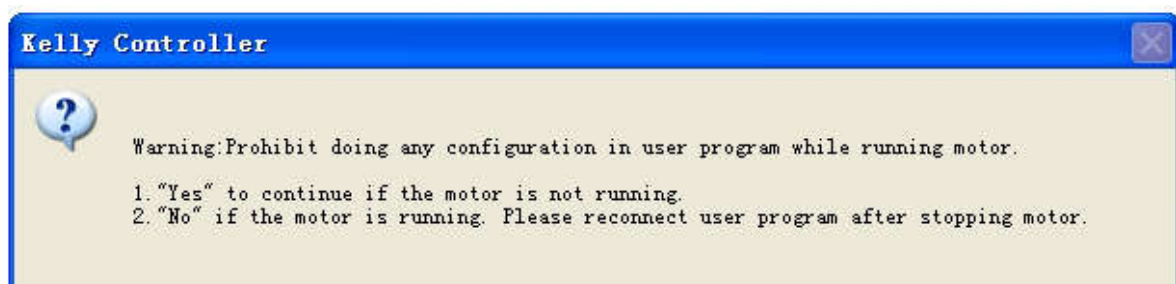 Kelly Controller
?
Warning:Prohibit doing any configuration in user program while running motor.
1."Yes" to continue if the motor is not running.
2."No" if the motor is running. Please reconnect user program after stopping motor.